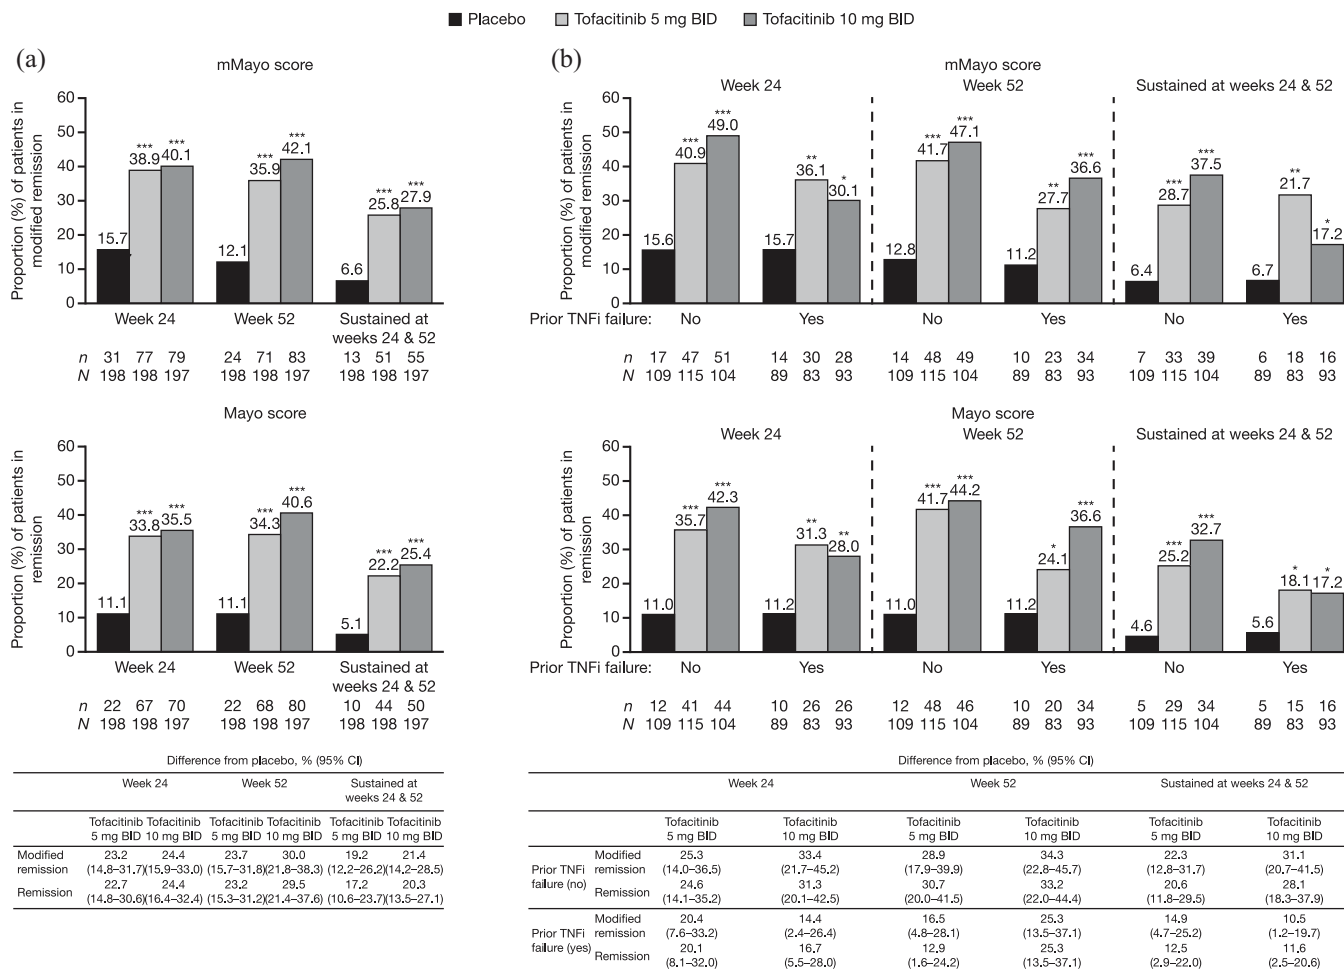 Placebo Tofacitinib 5 mg BID Tofacitinib 10 mg BID
(a)
mMayo score
Proportion (%) of patients in modified remission
60
50
40
30
20
10
0
15.7 38.9 *** 40.1 ***
12.1 35.9 *** 42.1 ***
6.6 25.8 *** 27.9 ***
Week 24 Week 52 Sustained at weeks 24 & 52
n 31 77 79 24 71 83 13 51 55
N 198 198 197 198 198 197 198 198 197
Mayo score
Proportion (%) of patients in remission
60
50
40
30
20
10
0
11.1 33.8 *** 35.5 ***
11.1 34.3 *** 40.6 ***
5.1 22.2 *** 25.4 ***
Week 24 Week 52 Sustained at weeks 24 & 52
n 22 67 70 22 68 80 10 44 50
N 198 198 197 198 198 197 198 198 197
Difference from placebo, % (95% CI)
Week 24 Week 52 Sustained at weeks 24 & 52
Tofacitinib 5 mg BID Tofacitinib 10 mg BID Tofacitinib 5 mg BID Tofacitinib 10 mg BID Tofacitinib 5 mg BID Tofacitinib 10 mg BID
Modified remission 23.2 (14.8–31.7) 24.4 (15.9–33.0) 23.7 (15.7–31.8) 30.0 (21.8–38.3) 19.2 (12.2–26.2) 21.4 (14.2–28.5)
Remission 22.7 (14.8–30.6) 24.4 (16.4–32.4) 23.2 (15.3–31.2) 29.5 (21.4–37.6) 17.2 (10.6–23.7) 20.3 (13.5–27.1)
(b)
mMayo score
Week 24 Week 52 Sustained at weeks 24 & 52
Proportion (%) of patients in modified remission
60
50
40
30
20
10
0
15.6 40.9 *** 49.0 ***
15.7 36.1 ** 30.1 *
12.8 41.7 *** 47.1 ***
11.2 27.7 ** 36.6 ***
6.4 28.7 *** 37.5 ***
6.7 21.7 ** 17.2 *
Prior TNFi failure: No Yes No Yes No Yes
n 17 47 51 14 30 28 14 48 49 10 23 34 7 33 39 6 18 16
N 109 115 104 89 83 93 109 115 104 89 83 93 109 115 104 89 83 93
Mayo score
Week 24 Week 52 Sustained at weeks 24 & 52
Proportion (%) of patients in remission
60
50
40
30
20
10
0
11.0 35.7 *** 42.3 ***
11.2 31.3 ** 28.0 **
11.0 41.7 *** 44.2 ***
11.2 24.1 * 36.6 ***
4.6 25.2 *** 32.7 ***
5.6 18.1 * 17.2 *
Prior TNFi failure: No Yes No Yes No Yes
n 12 41 44 10 26 26 12 48 46 10 20 34 5 29 34 5 15 16
N 109 115 104 89 83 93 109 115 104 89 83 93 109 115 104 89 83 93
Difference from placebo, % (95% CI)
Week 24 Week 52 Sustained at weeks 24 & 52
Tofacitinib 5 mg BID Tofacitinib 10 mg BID Tofacitinib 5 mg BID Tofacitinib 10 mg BID Tofacitinib 5 mg BID Tofacitinib 10 mg BID
Prior TNFi failure (no)
Modified remission 25.3 (14.0–36.5) 33.4 (21.7–45.2) 28.9 (17.9–39.9) 34.3 (22.8–45.7) 22.3 (12.8–31.7) 31.1 (20.7–41.5)
Remission 24.6 (14.1–35.2) 31.3 (20.1–42.5) 30.7 (20.0–41.5) 33.2 (22.0–44.4) 20.6 (11.8–29.5) 28.1 (18.3–37.9)
Prior TNFi failure (yes)
Modified remission 20.4 (7.6–33.2) 14.4 (2.4–26.4) 16.5 (4.8–28.1) 25.3 (13.5–37.1) 14.9 (4.7–25.2) 10.5 (1.2–19.7)
Remission 20.1 (8.1–32.0) 16.7 (5.5–28.0) 12.9 (1.6–24.2) 25.3 (13.5–37.1) 12.5 (2.9–22.0) 11.6 (2.5–20.6)